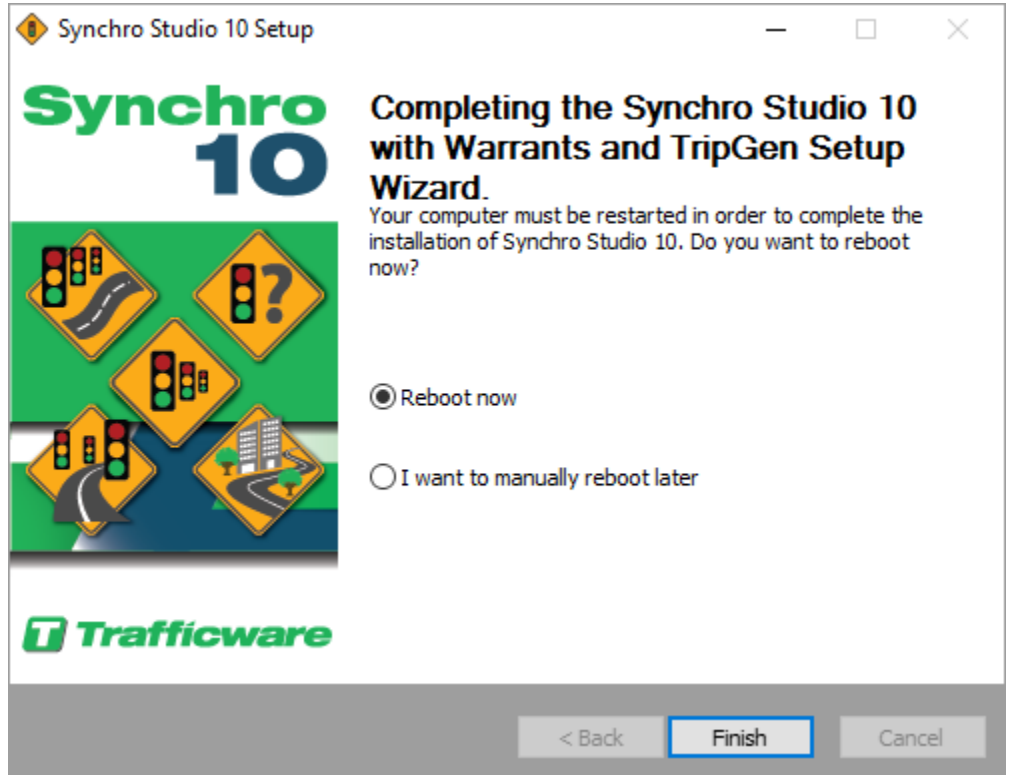 Synchro Studio 10 Setup
Synchro
10
Completing the Synchro Studio 10
with Warrants and TripGen Setup
Wizard.
Your computer must be restarted in order to complete the
installation of Synchro Studio 10. Do you want to reboot
now?
?
Reboot now
I want to manually reboot later
T Trafficware
< Back
Finish
Cancel